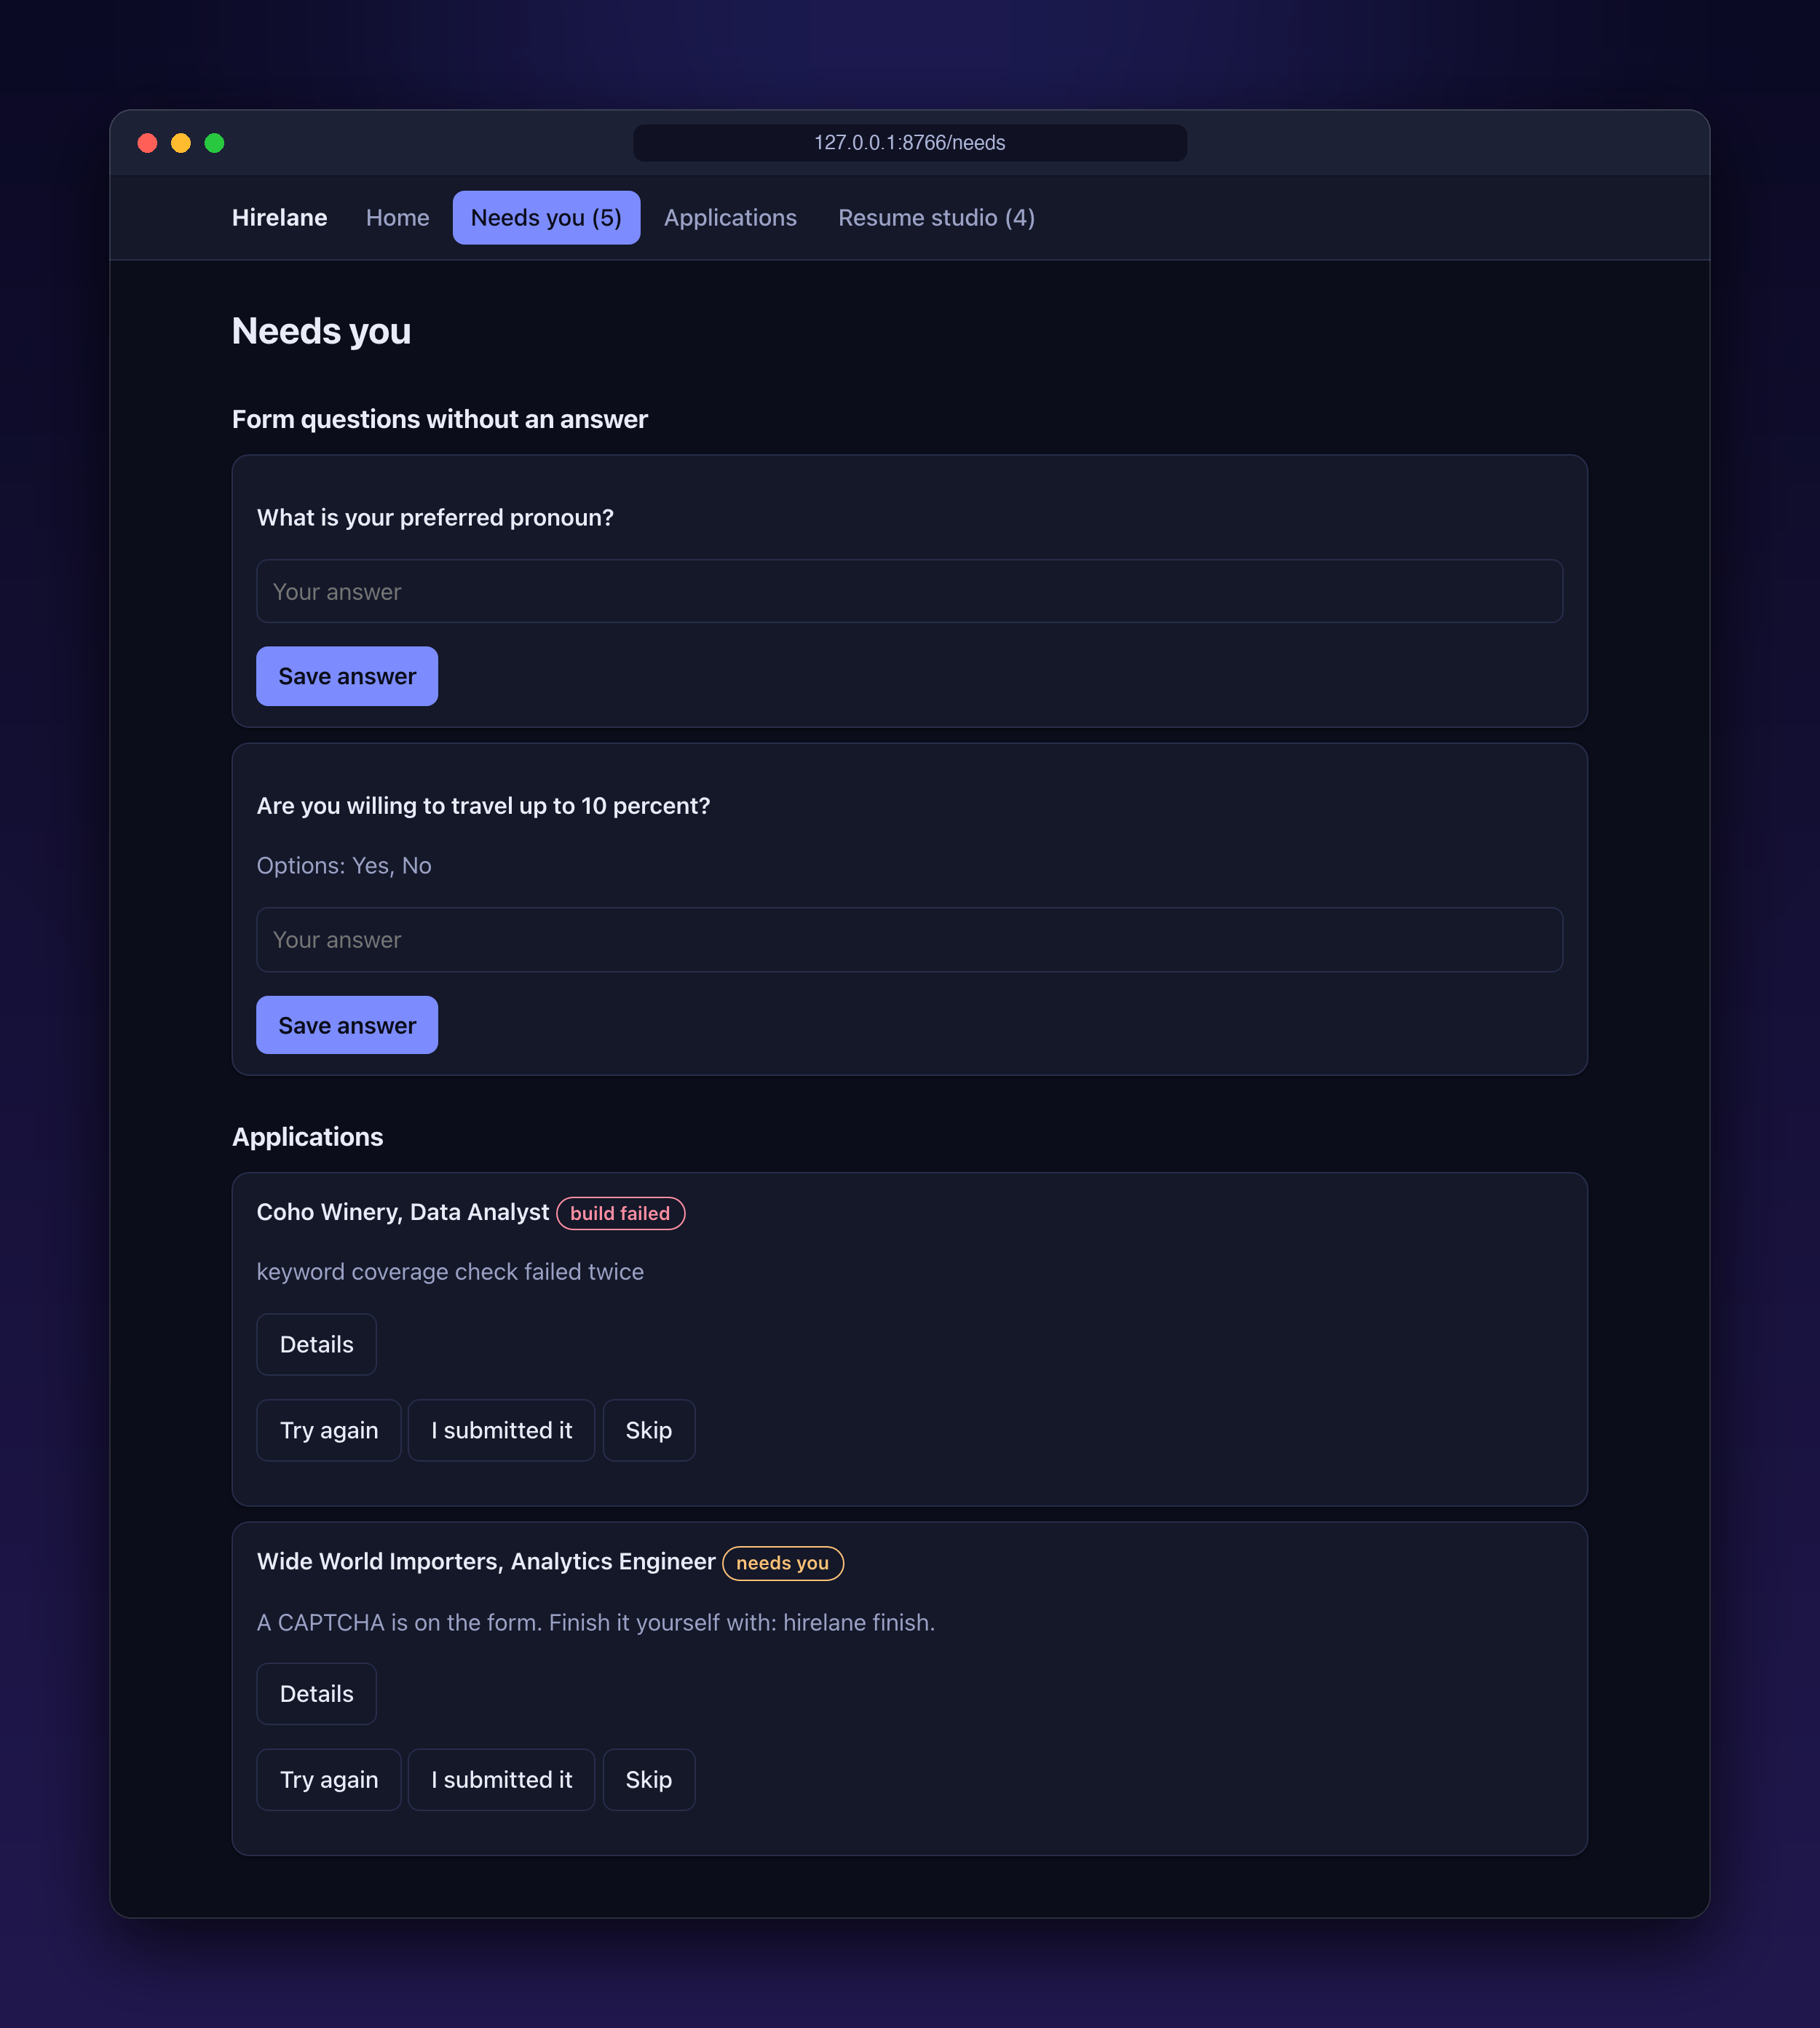 127.0.0.1:8766/needs
Hirelane Home Needs you (5) Applications Resume studio (4)
Needs you
Form questions without an answer
What is your preferred pronoun?
Your answer
Save answer
Are you willing to travel up to 10 percent?
Options: Yes, No
Your answer
Save answer
Applications
Coho Winery, Data Analyst build failed
keyword coverage check failed twice
Details
Try again I submitted it Skip
Wide World Importers, Analytics Engineer needs you
A CAPTCHA is on the form. Finish it yourself with: hirelane finish.
Details
Try again I submitted it Skip